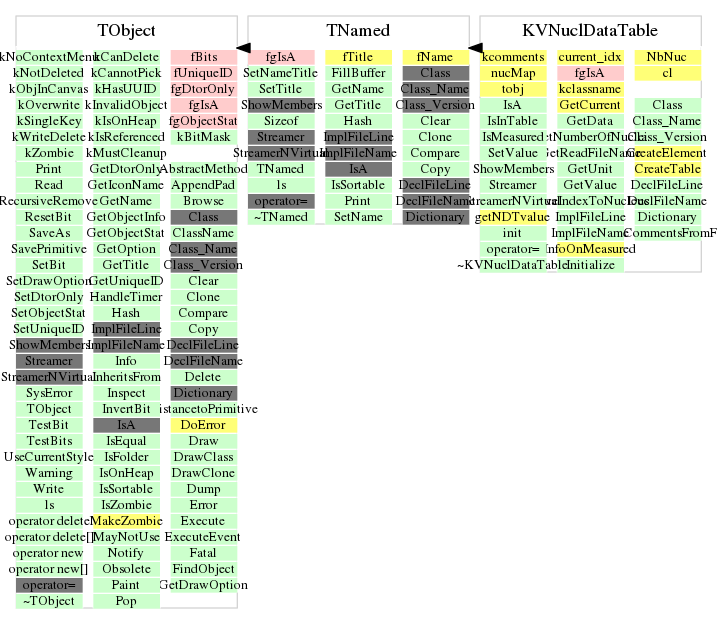 TObject
kNoContextMenu kCanDelete fBits
kNotDeleted kCannotPick fUniqueID
kObjInCanvas kHasUUID fgDtorOnly
kOverwrite kInvalidObject fgIsA
kSingleKey kIsOnHeap fgObjectStat
kWriteDelete kIsReferenced kBitMask
kZombie kMustCleanup
Print GetDtorOnly AbstractMethod
Read GetIconName AppendPad
RecursiveRemove GetName Browse
ResetBit GetObjectInfo Class
SaveAs GetObjectStat ClassName
SavePrimitive GetOption Class_Name
SetBit GetTitle Class_Version
SetDrawOption GetUniqueID Clear
SetDtorOnly HandleTimer Clone
SetObjectStat Hash Compare
SetUniqueID ImplFileLine Copy
ShowMembers ImplFileName DeclFileLine
Streamer Info DeclFileName
StreamerNVirtual InheritsFrom Delete
SysError Inspect Dictionary
TObject InvertBit istancetoPrimitive
TestBit IsA DoError
TestBits IsEqual Draw
UseCurrentStyle IsFolder DrawClass
Warning IsOnHeap DrawClone
Write IsSortable Dump
ls IsZombie Error
operator delete MakeZombie Execute
operator delete[] MayNotUse ExecuteEvent
operator new Notify Fatal
operator new[] Obsolete FindObject
operator= Paint GetDrawOption
~TObject Pop
TNamed
fgIsA fTitle fName
SetNameTitle FillBuffer Class
SetTitle GetName Class_Name
ShowMembers GetTitle Class_Version
Sizeof Hash Clear
Streamer ImplFileLine Clone
StreamerNVirtual ImplFileName Compare
TNamed IsA Copy
ls IsSortable DeclFileLine
operator= Print DeclFileName
~TNamed SetName Dictionary
KVNuclDataTable
kcomments current_idx NbNuc
nucMap fgIsA cl
tobj kclassname
IsA GetCurrent Class
IsInTable GetData Class_Name
IsMeasured etNumberOfNuclei Class_Version
SetValue GetReadFileName CreateElement
ShowMembers GetUnit CreateTable
Streamer GetValue DeclFileLine
StreamerNVirtual IndexToNucleus DeclFileName
getNDTValue ImplFileLine Dictionary
init ImplFileName CommentsFromF
operator= InfoOnMeasured
~KVNuclDataTable Initialize